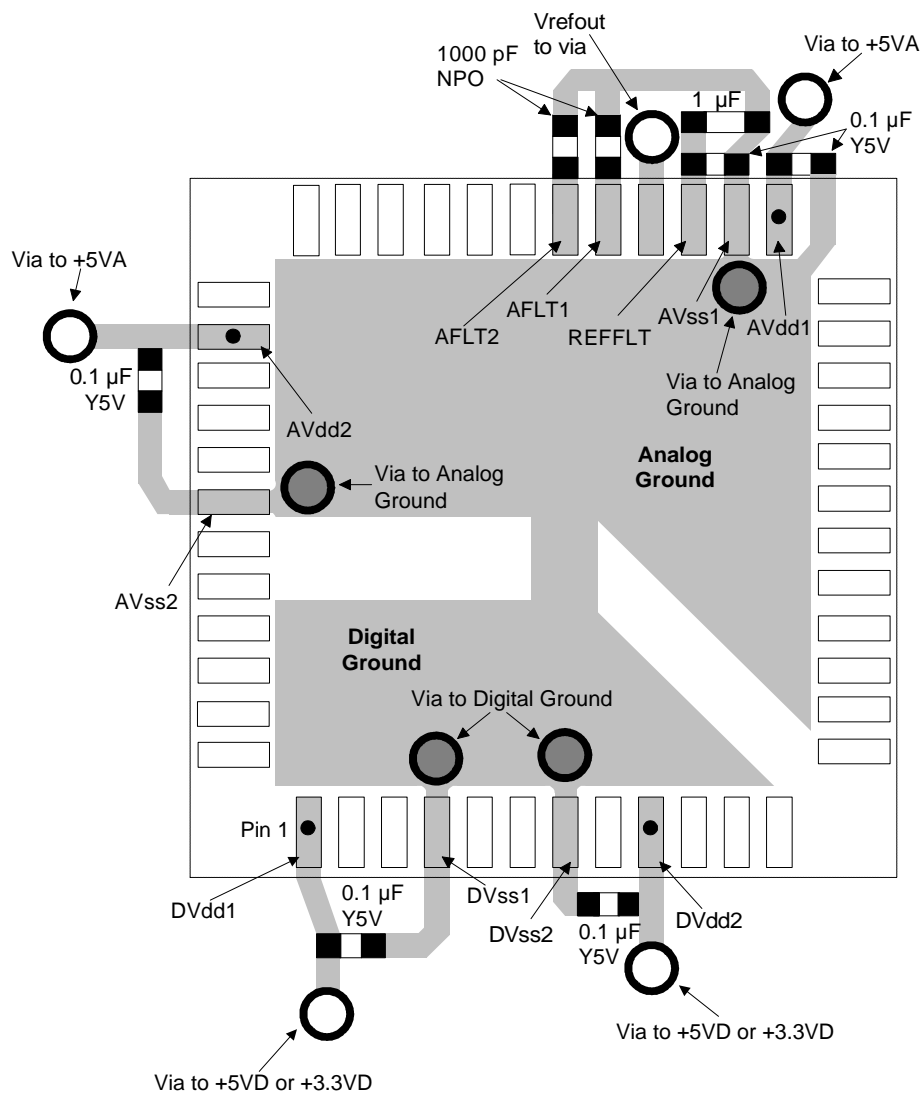 Vrefout
to via
Via to +5VA
1000 pF
NPO
1 µF
0.1 µF
Y5V
Via to +5VA
AFLT2
AFLT1
REFFLT
AVss1
AVdd1
0.1 µF
Y5V
Via to Analog
Ground
AVdd2
Analog
Ground
Via to Analog
Ground
AVss2
Digital
Ground
Via to Digital Ground
Pin 1
DVdd1
0.1 µF
Y5V
DVss1
DVss2
0.1 µF
Y5V
DVdd2
Via to +5VD or +3.3VD
Via to +5VD or +3.3VD